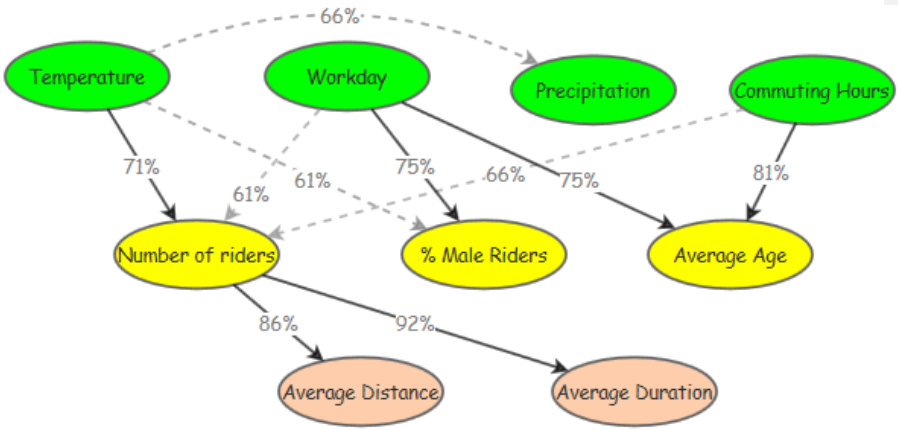 66%
Temperature
Workday
Precipitation
Commuting Hours
71%
61%
61%
75%
66%
75%
81%
Number of riders
% Male Riders
Average Age
86%
92%
Average Distance
Average Duration